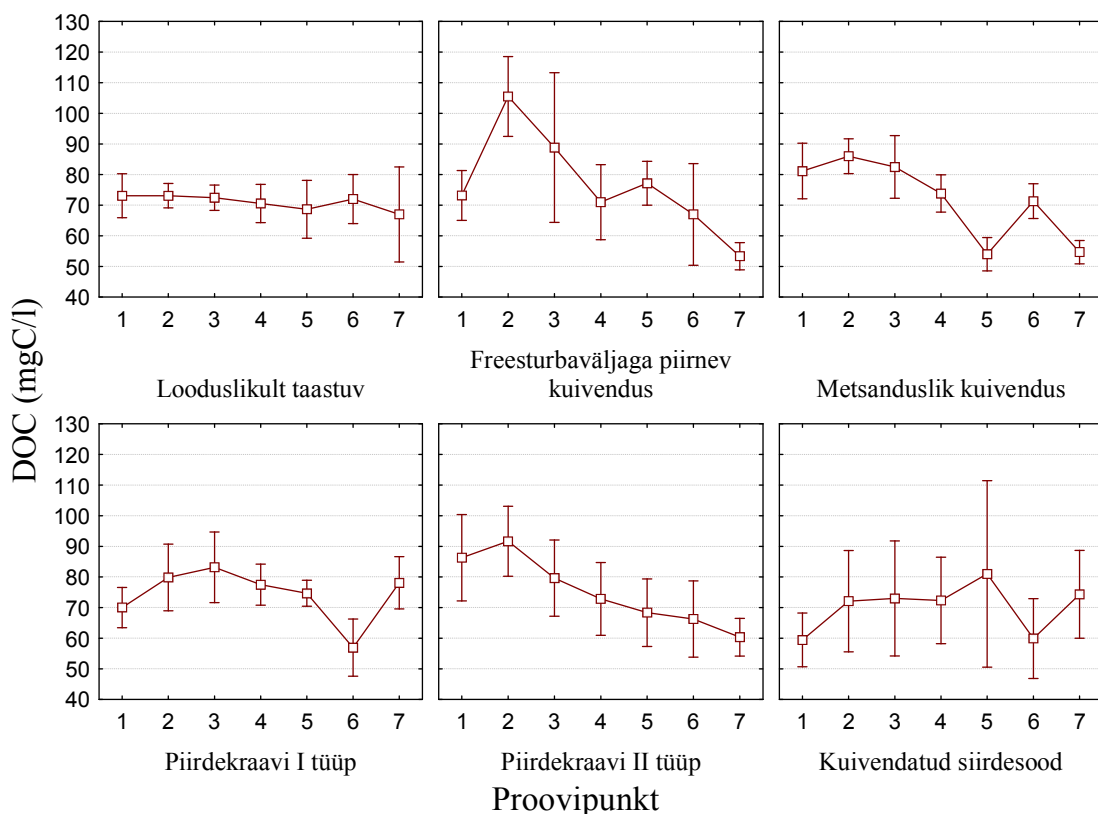 DOC (mgC/l)
130
120
110
100
90
80
70
60
50
40
1 2 3 4 5 6 7
1 2 3 4 5 6 7
1 2 3 4 5 6 7
Looduslikult taastuv
Freesturbaväljaga piirnev
kuivendus
Metsanduslik kuivendus
130
120
110
100
90
80
70
60
50
40
1 2 3 4 5 6 7
1 2 3 4 5 6 7
1 2 3 4 5 6 7
Piirdekraavi I tüüp
Piirdekraavi II tüüp
Kuivendatud siirdesood
Proovipunkt